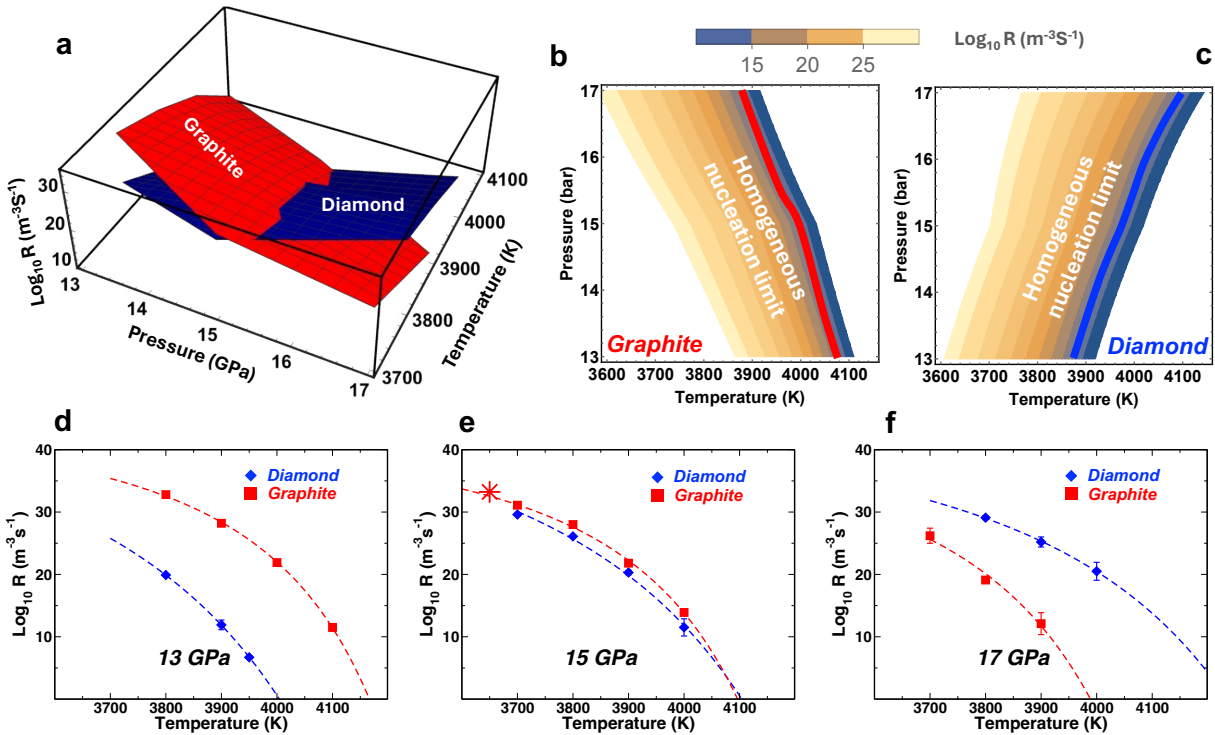 a
Graphite
Diamond
Log10 R (m-3S-1)
30
20
10
13
14
15
16
17
Pressure (GPa)
3700
3800
3900
4000
4100
Temperature (K)
15 20 25
Log10 R (m-3S-1)
b
17
16
15
14
13
Pressure (bar)
Homogeneous
nucleation limit
Graphite
3600 3700 3800 3900 4000 4100
Temperature (K)
c
17
16
15
14
13
Pressure (bar)
Homogeneous
nucleation limit
Diamond
3600 3700 3800 3900 4000 4100
Temperature (K)
d
40
30
20
10
Log10 R (m-3s-1)
Diamond
Graphite
13 GPa
3700 3800 3900 4000 4100
Temperature (K)
e
40
30
20
10
Log10 R (m-3s-1)
Diamond
Graphite
15 GPa
3700 3800 3900 4000 4100
Temperature (K)
f
40
30
20
10
Log10 R (m-3s-1)
Diamond
Graphite
17 GPa
3700 3800 3900 4000 4100
Temperature (K)